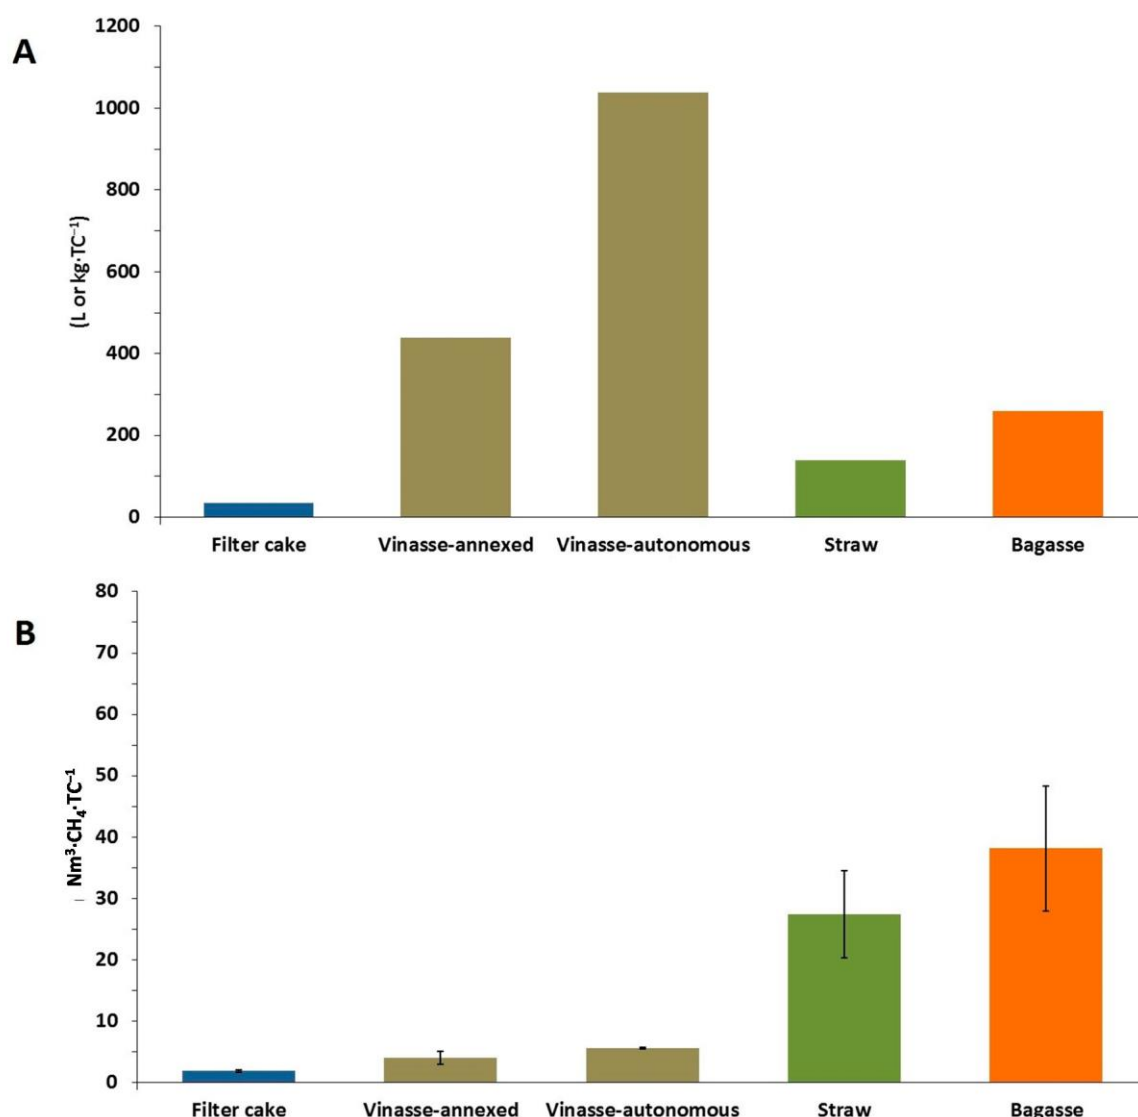 A
1200
1000
800
600
400
200
0
(L or kg·TC⁻¹)
Filter cake Vinasse-annexed Vinasse-autonomous Straw Bagasse
B
80
70
60
50
40
30
20
10
0
Nm³·CH₄·TC⁻¹
Filter cake Vinasse-annexed Vinasse-autonomous Straw Bagasse